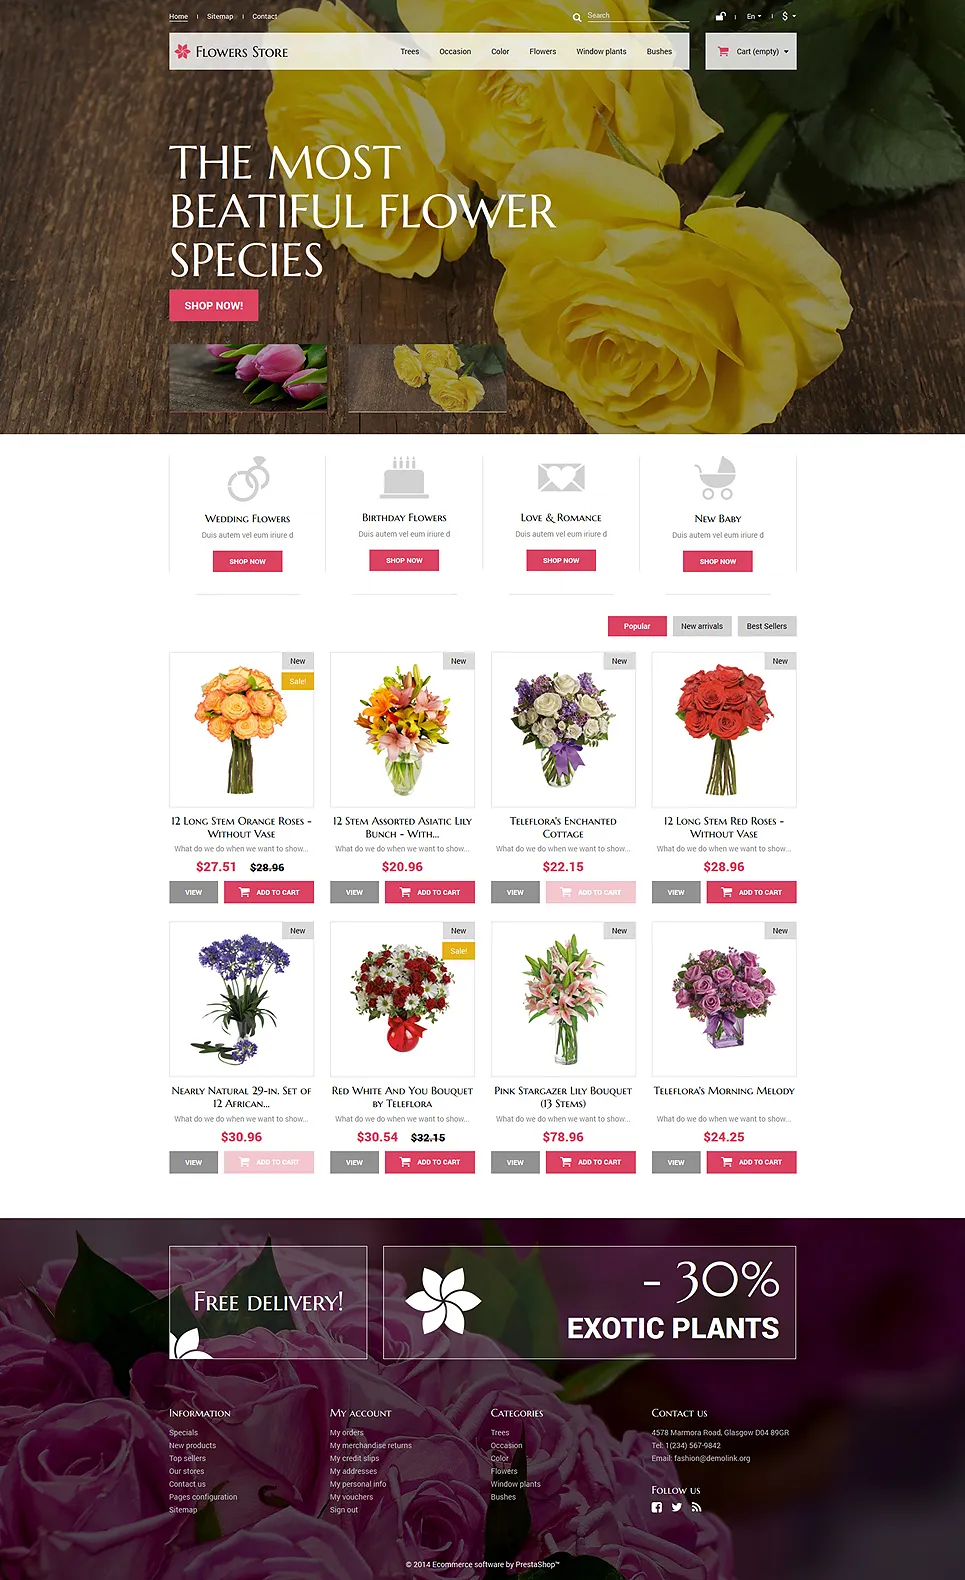 Home
Sitemap
Contact
Search
En
$
Flowers Store
Trees
Occasion
Color
Flowers
Window plants
Bushes
Cart (empty)
THE MOST
BEATIFUL FLOWER
SPECIES
SHOP NOW!
Wedding Flowers
Duis autem vel eum iriure d
SHOP NOW
Birthday Flowers
Duis autem vel eum iriure d
SHOP NOW
Love & Romance
Duis autem vel eum iriure d
SHOP NOW
New Baby
Duis autem vel eum iriure d
SHOP NOW
Popular
New arrivals
Best Sellers
New
Sale!
12 Long Stem Orange Roses -
Without Vase
What do we do when we want to show...
$27.51 $28.96
VIEW
ADD TO CART
New
12 Stem Assorted Asiatic Lily
Bunch - With...
What do we do when we want to show...
$20.96
VIEW
ADD TO CART
New
Teleflora's Enchanted
Cottage
What do we do when we want to show...
$22.15
VIEW
ADD TO CART
New
12 Long Stem Red Roses -
Without Vase
What do we do when we want to show...
$28.96
VIEW
ADD TO CART
New
Nearly Natural 29-in. Set of
12 African...
What do we do when we want to show...
$30.96
VIEW
ADD TO CART
New
Sale!
Red White And You Bouquet
by Teleflora
What do we do when we want to show...
$30.54 $32.15
VIEW
ADD TO CART
New
Pink Stargazer Lily Bouquet
(13 Stems)
What do we do when we want to show...
$78.96
VIEW
ADD TO CART
New
Teleflora's Morning Melody
What do we do when we want to show...
$24.25
VIEW
ADD TO CART
Free delivery!
- 30%
EXOTIC PLANTS
Information
Specials
New products
Top sellers
Our stores
Contact us
Pages configuration
Sitemap
My account
My orders
My merchandise returns
My credit slips
My addresses
My personal info
My vouchers
Sign out
Categories
Trees
Occasion
Color
Flowers
Window plants
Bushes
Contact us
4578 Marmora Road, Glasgow D04 89GR
Tel: 1(234) 567-9842
Email: fashion@demolink.org
Follow us
© 2014 Ecommerce software by PrestaShop™